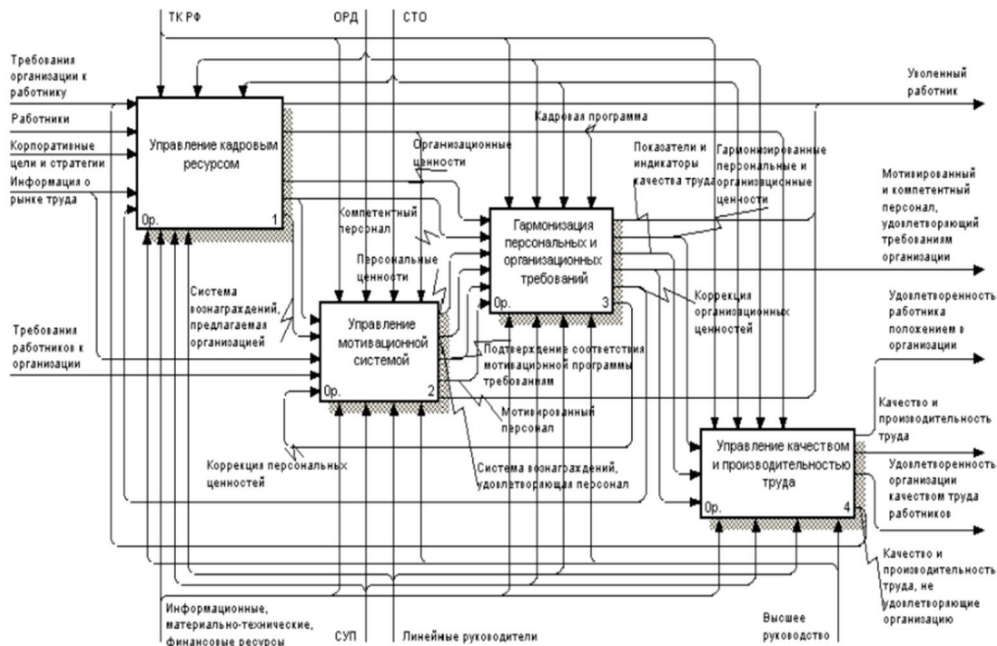 ТК РФ
ОРД
СТО
Требования
организации к
работнику
Работники
Корпоративные
цели и стратегии
Информация о
рынке труда
Управление кадровым
ресурсом
0р.
1
Организационные
ценности
Кадровая программа
Показатели и
индикаторы
качества труда
Гармонизированные
персональные и
организационные
ценности
Уволенный
работник
Мотивированный
и компетентный
персонал,
удовлетворяющий
требованиям
организации
Компетентный
персонал
Персональные
ценности
Гармонизация
персональных и
организационных
требований
0р.
3
Система
вознаграждений,
предлагаемая
организацией
Требования
работников к
организации
Управление
мотивационной
системой
0р.
2
Подтверждение соответствия
мотивационной программы
требованиям
Коррекция
организационных
ценностей
Удовлетворенность
работника
положением в
организации
Мотивированный
персонал
Коррекция персональных
ценностей
Система вознаграждений,
удовлетворяющая персонал
Управление качеством
и производительностью
труда
0р.
4
Качество и
производительность
труда
Удовлетворенность
организации
качеством труда
работников
Качество и
производительность
труда, не
удовлетворяющие
организацию
Информационные,
материально-технические,
финансовые ресурсы
СУП
Линейные руководители
Высшее
руководство